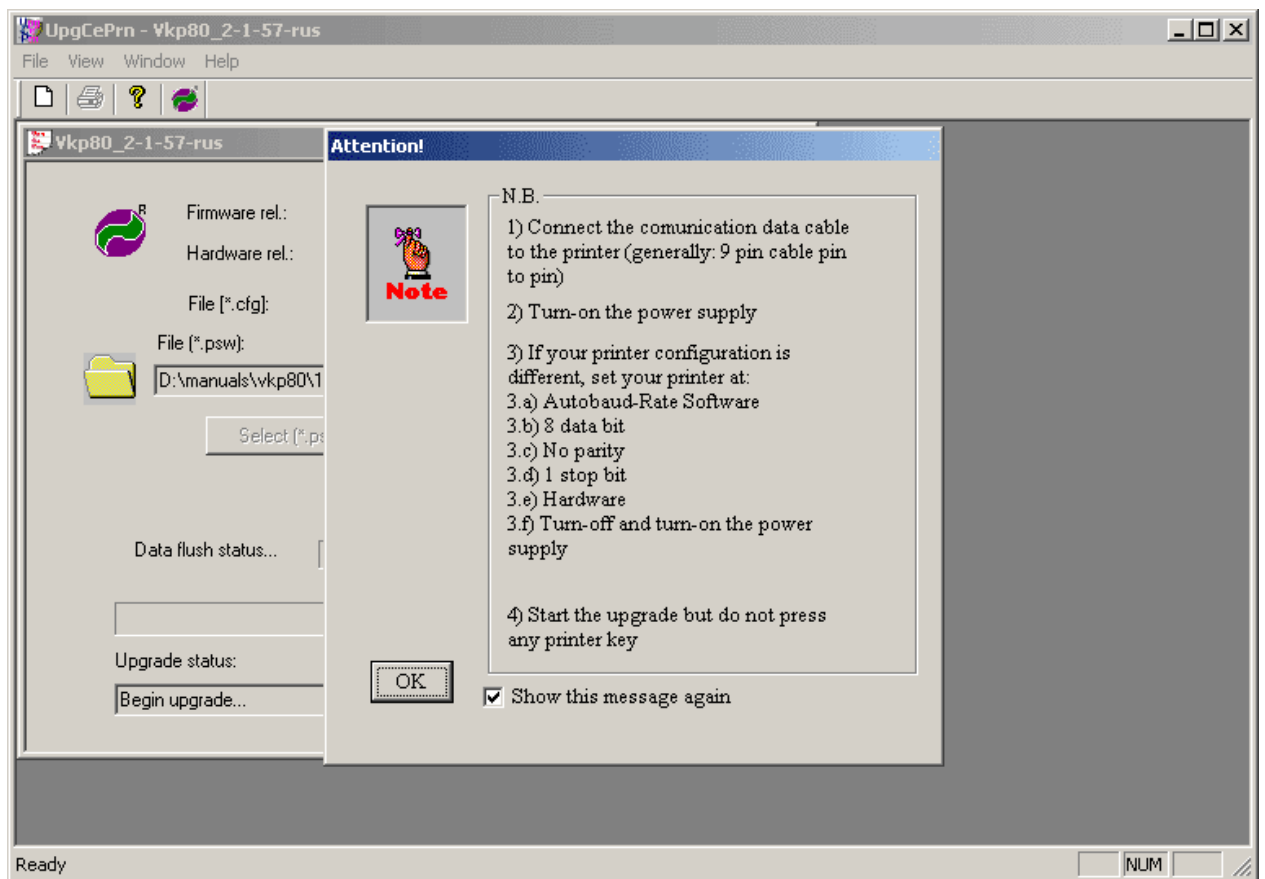 UpgCePrn - Vkp80_2-1-57-rus
File View Window Help
Vkp80_2-1-57-rus
R
Firmware rel.:
Hardware rel.:
File [*.cfg]:
File (*.psw):
D:\manuals\vkp80\1
Select (*.ps
Data flush status...
Upgrade status:
Begin upgrade...
Attention!
Note
N.B.
1) Connect the comunication data cable
to the printer (generally: 9 pin cable pin
to pin)
2) Turn-on the power supply
3) If your printer configuration is
different, set your printer at:
3.a) Autobaud-Rate Software
3.b) 8 data bit
3.c) No parity
3.d) 1 stop bit
3.e) Hardware
3.f) Turn-off and turn-on the power
supply
4) Start the upgrade but do not press
any printer key
OK
Show this message again
Ready
NUM